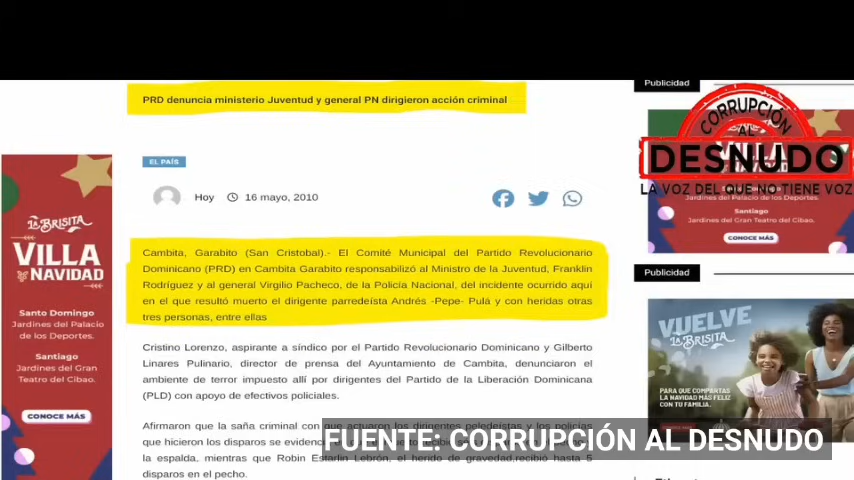 PRD denuncia ministerio Juventud y general PN dirigieron acción criminal
EL PAÍS
Hoy
16 mayo, 2010
Cambita, Garabito (San Cristobal).- El Comité Municipal del Partido Revolucionario
Dominicano (PRD) en Cambita Garabito responsabilizó al Ministro de la Juventud, Franklin
Rodríguez y al general Virgilio Pacheco, de la Policía Nacional, del incidente ocurrido aquí
en el que resultó muerto el dirigente parredeísta Andrés -Pepe- Pulá y con heridas otras
tres personas, entre ellas
Cristino Lorenzo, aspirante a síndico por el Partido Revolucionario Dominicano y Gilberto
Linares Pulinario, director de prensa del Ayuntamiento de Cambita, denunciaron el
ambiente de terror impuesto allí por dirigentes del Partido de la Liberación Dominicana
(PLD) con apoyo de efectivos policiales.
Afirmaron que la saña criminal con que actuaron los dirigentes peledeístas y los policías
que hicieron los disparos se evidencia
la espalda, mientras que Robin Estarlin Lebrón, el herido de gravedad,recibió hasta 5
disparos en el pecho.
LA BRISITA
VILLA
NAVIDAD
Santo Domingo
Jardines del Palacio
de los Deportes.
Santiago
Jardines del Gran
Teatro del Cibao.
CONOCE MÁS
Publicidad
CORRUPCIÓN
AL
DESNUDO
LA VOZ DEL QUE NO TIENE VOZ
Jardines del Palacio de los Deportes.
Santiago
Jardines del Gran Teatro del Cibao.
CONOCE MÁS
Publicidad
VUELVE
LA BRISITA
PARA QUE COMPARTAS
LA NAVIDAD MÁS FELIZ
CON TU FAMILIA.
FUENTE: CORRUPCIÓN AL DESNUDO